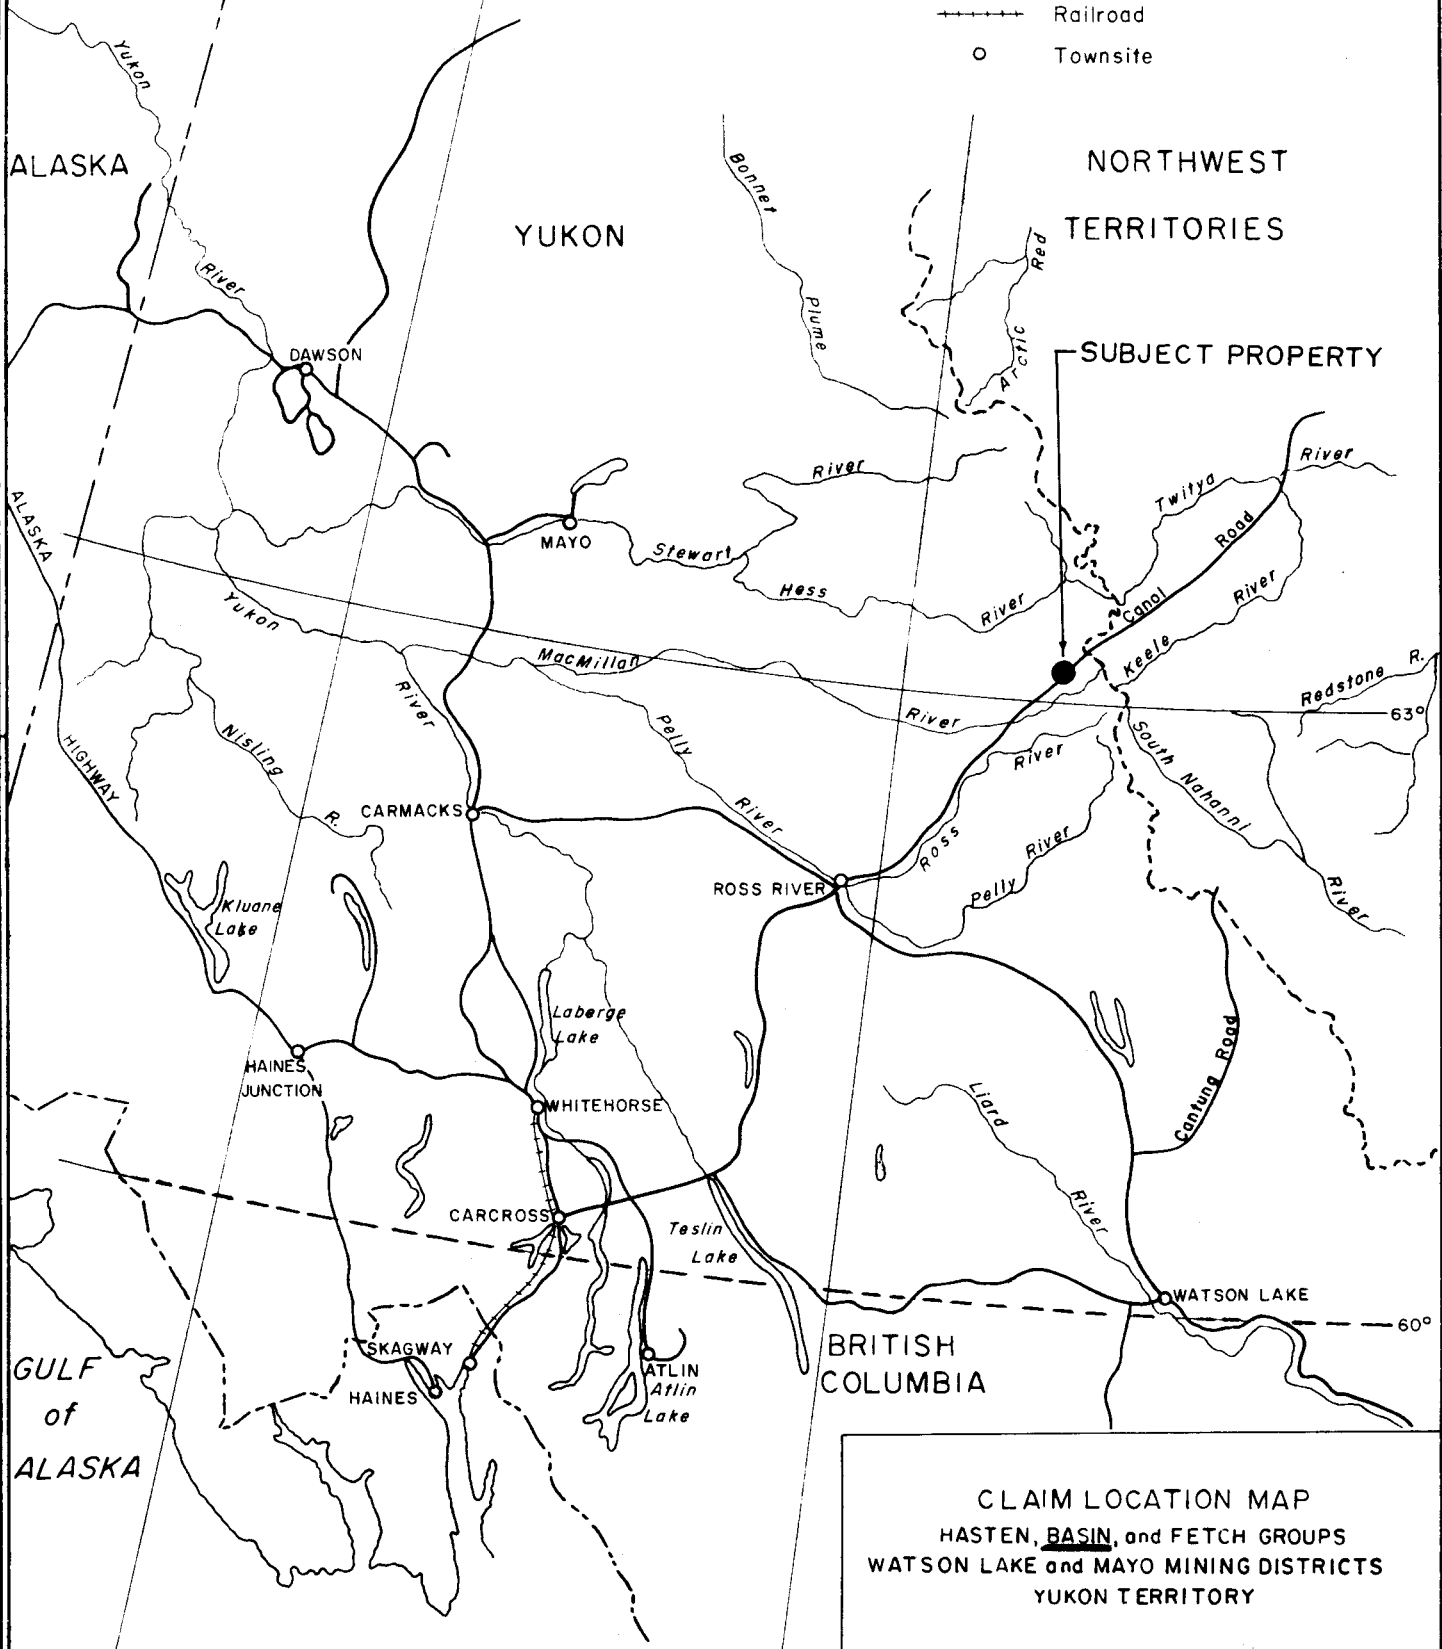 Railroad
Townsite
Yukon
ALASKA
NORTHWEST
TERRITORIES
YUKON
Bonnet
Plume
Red
Arctic
River
SUBJECT PROPERTY
DAWSON
River
River
Twitya
ALASKA
Road
MAYO
Stewart
Hess
River
River
Canol
Yukon
MacMillan
Keele
Redstone R.
River
River
63°
Pelly
River
Nisling
R.
HIGHWAY
South Nahanni
River
CARMACKS
River
Ross
River
Pelly
ROSS RIVER
River
Kluane
Lake
Laberge
Lake
Cantung Road
HAINES
JUNCTION
WHITEHORSE
Liard
River
CARCROSS
Teslin
Lake
WATSON LAKE
60°
SKAGWAY
BRITISH
COLUMBIA
GULF
of
ALASKA
HAINES
ATLIN
Atlin
Lake
CLAIM LOCATION MAP
HASTEN, BASIN, and FETCH GROUPS
WATSON LAKE and MAYO MINING DISTRICTS
YUKON TERRITORY